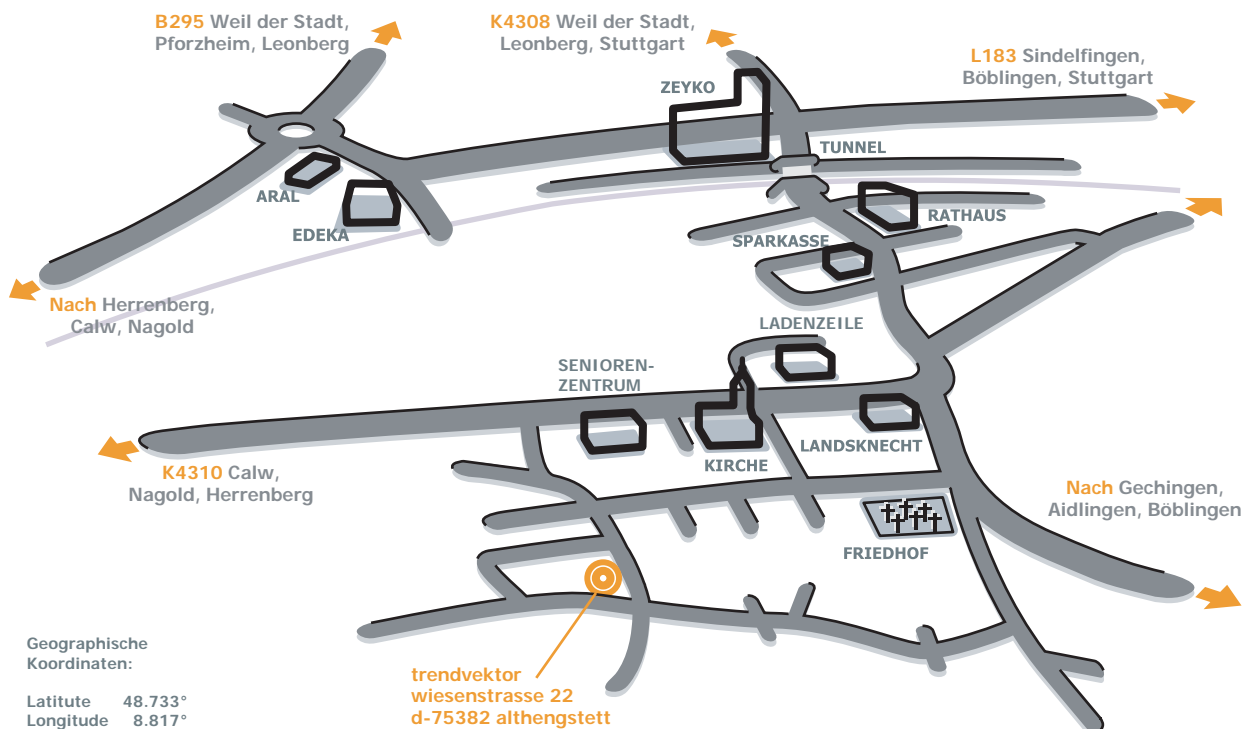 B295 Weil der Stadt,
Pforzheim, Leonberg
K4308 Weil der Stadt,
Leonberg, Stuttgart
L183 Sindelfingen,
Böblingen, Stuttgart
ZEYKO
TUNNEL
ARAL
EDEKA
RATHAUS
SPARKASSE
Nach Herrenberg,
Calw, Nagold
LADENZEILE
SENIOREN-
ZENTRUM
KIRCHE
LANDSKNECHT
K4310 Calw,
Nagold, Herrenberg
Nach Gechingen,
Aidlingen, Böblingen
FRIEDHOF
Geographische
Koordinaten:
Latitute 48.733°
Longitude 8.817°
trendvektor
wiesenstrasse 22
d-75382 althengstett